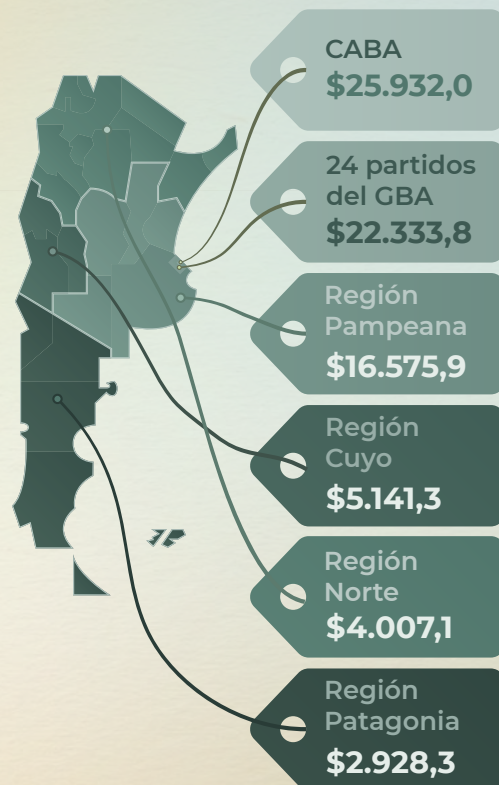 CABA
$25.932,0
24 partidos
del GBA
$22.333,8
Región
Pampeana
$16.575,9
Región
Cuyo
$5.141,3
Región
Norte
$4.007,1
Región
Patagonia
$2.928,3